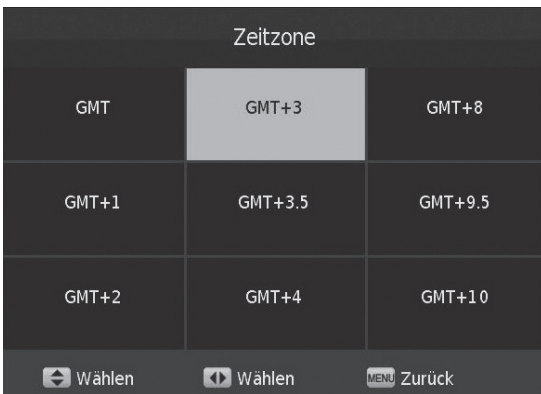 Zeitzone
GMT GMT+3 GMT+8
GMT+1 GMT+3.5 GMT+9.5
GMT+2 GMT+4 GMT+10
Wählen Wählen MENU Zurück